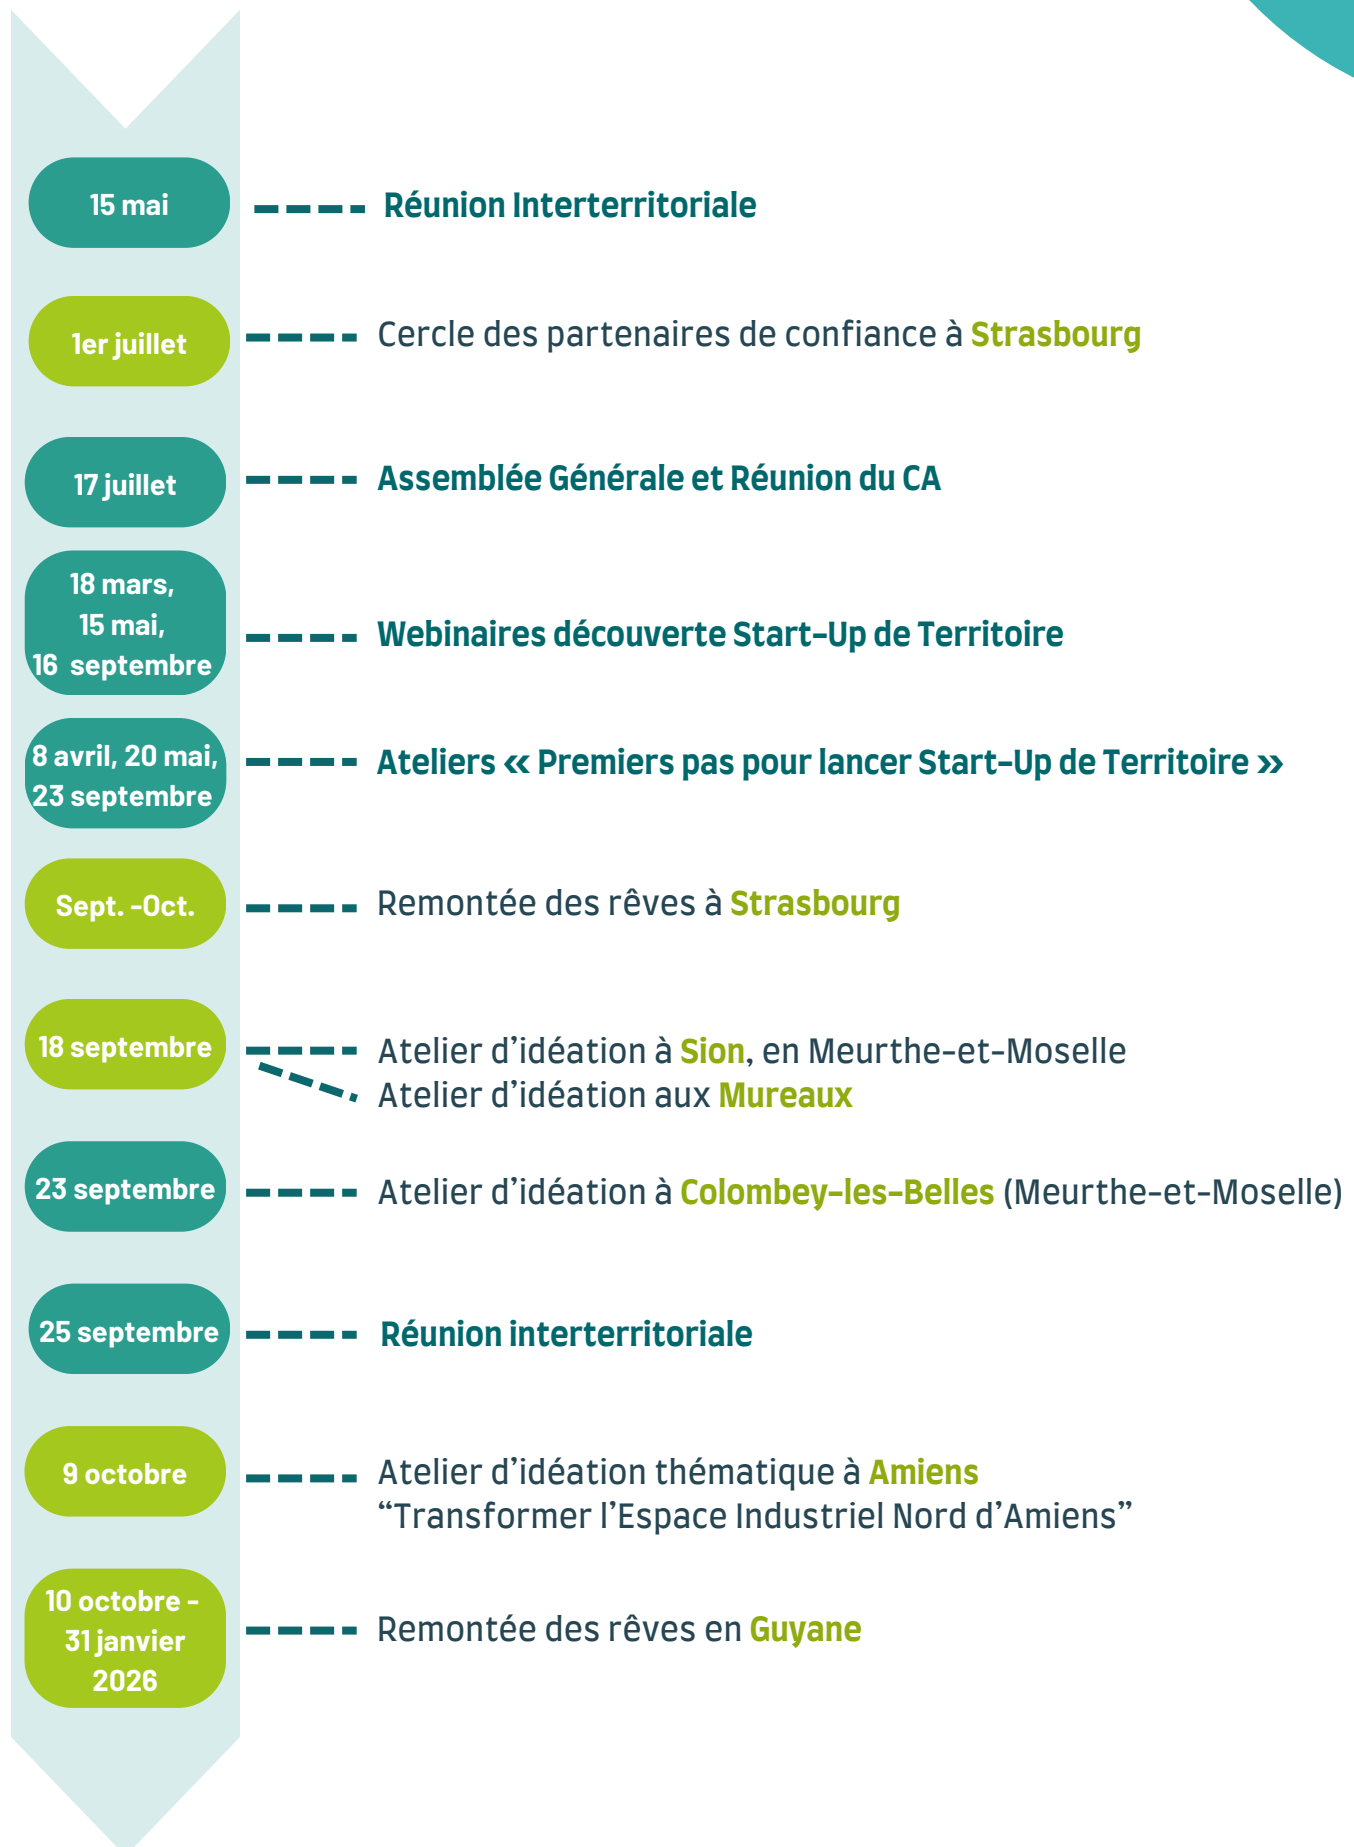 15 mai
Réunion Interterritoriale
1er juillet
Cercle des partenaires de confiance à Strasbourg
17 juillet
Assemblée Générale et Réunion du CA
18 mars,
15 mai,
16 septembre
Webinaires découverte Start-Up de Territoire
8 avril, 20 mai,
23 septembre
Ateliers « Premiers pas pour lancer Start-Up de Territoire »
Sept. -Oct.
Remontée des rêves à Strasbourg
18 septembre
Atelier d’idéation à Sion, en Meurthe-et-Moselle
Atelier d’idéation aux Mureaux
23 septembre
Atelier d’idéation à Colombey-les-Belles (Meurthe-et-Moselle)
25 septembre
Réunion interterritoriale
9 octobre
Atelier d’idéation thématique à Amiens
“Transformer l’Espace Industriel Nord d’Amiens”
10 octobre -
31 janvier
2026
Remontée des rêves en Guyane